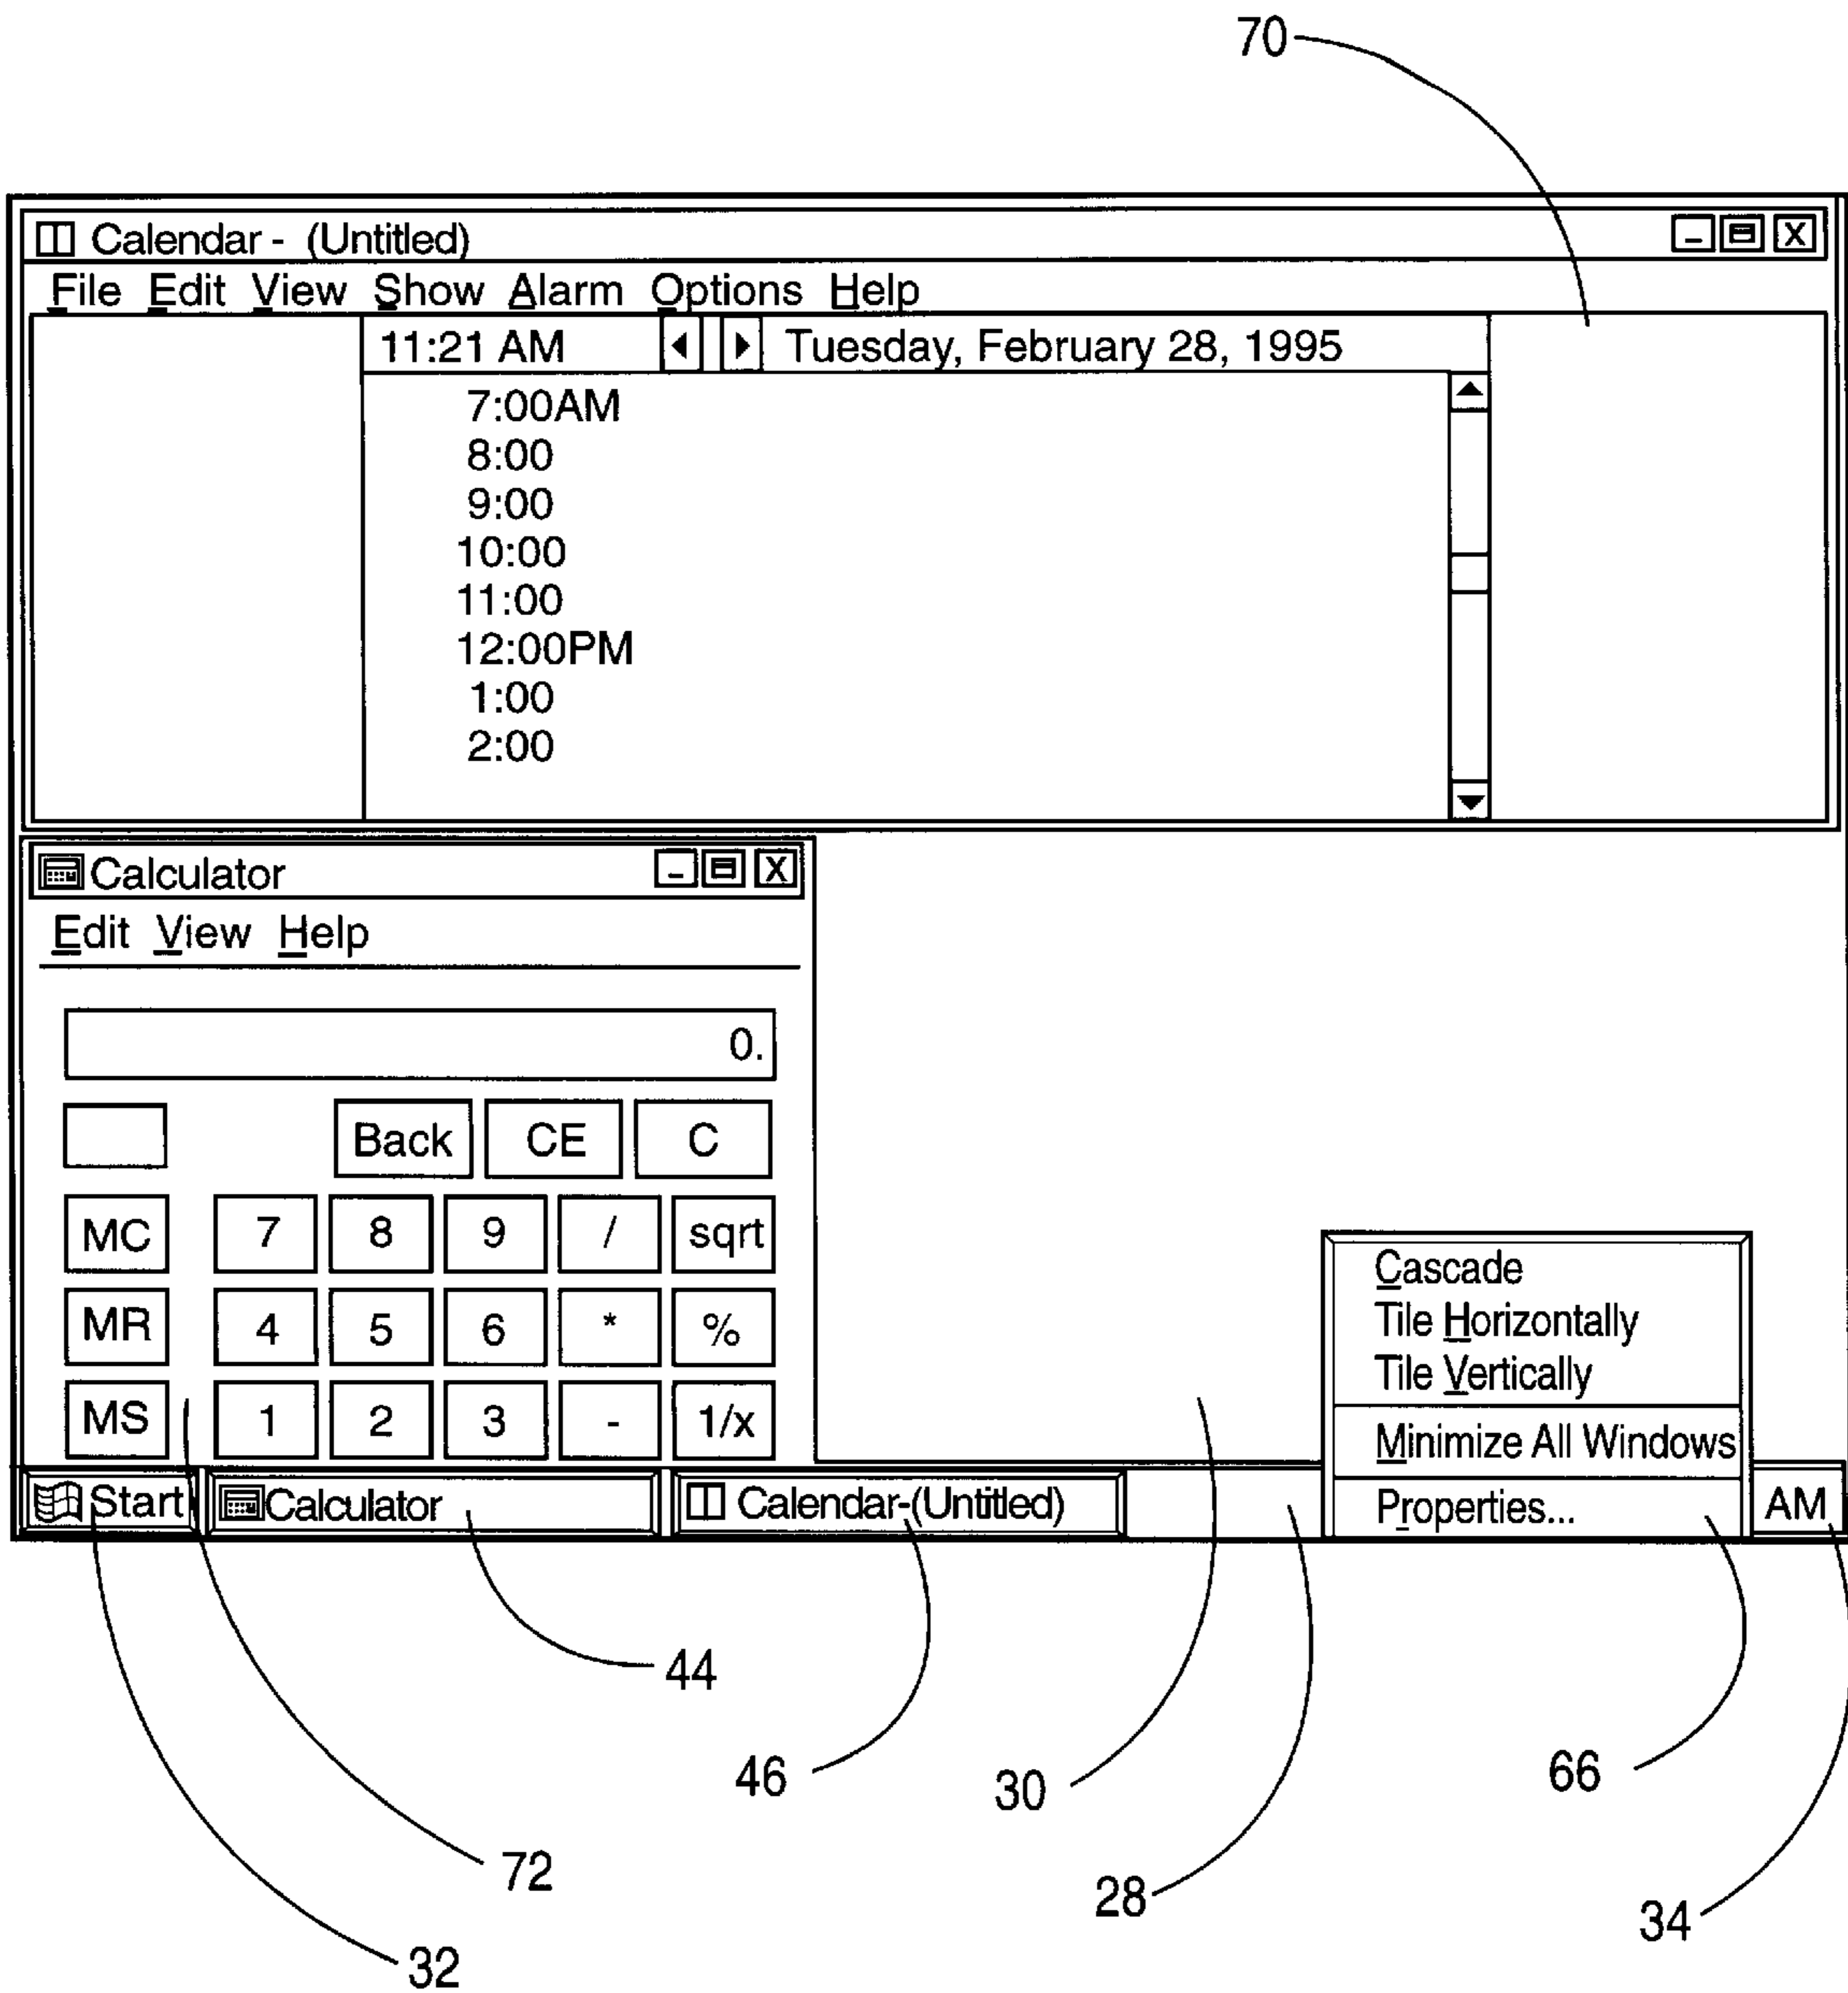 70
Calendar - (Untitled)
File Edit View Show Alarm Options Help
11:21 AM Tuesday, February 28, 1995
7:00AM
8:00
9:00
10:00
11:00
12:00PM
1:00
2:00
Calculator
Edit View Help
0.
Back CE C
MC 7 8 9 / sqrt
MR 4 5 6 * %
MS 1 2 3 - 1/x
Cascade
Tile Horizontally
Tile Vertically
Minimize All Windows
Properties...
Start Calculator Calendar-(Untitled) AM
44
46
30
66
72
28
34
32